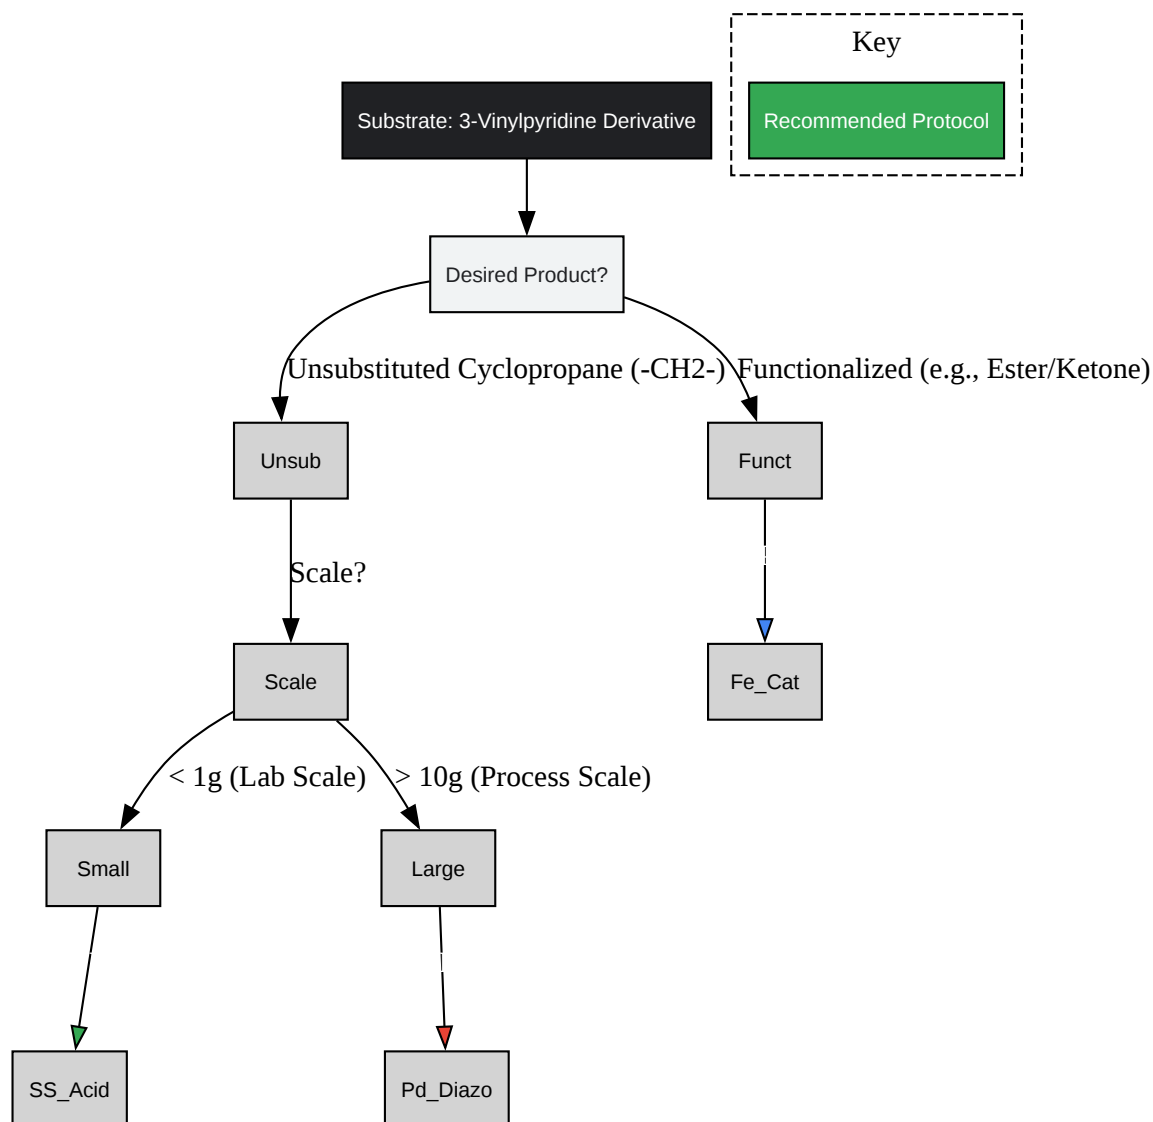 Key
Substrate: 3-Vinylpyridine Derivative
Recommended Protocol
Desired Product?
Unsubstituted Cyclopropane (-CH2-)
Functionalized (e.g., Ester/Ketone)
Unsub
Funct
Scale?
Scale
Fe_Cat
< 1g (Lab Scale)
> 10g (Process Scale)
Small
Large
SS_Acid
Pd_Diazo